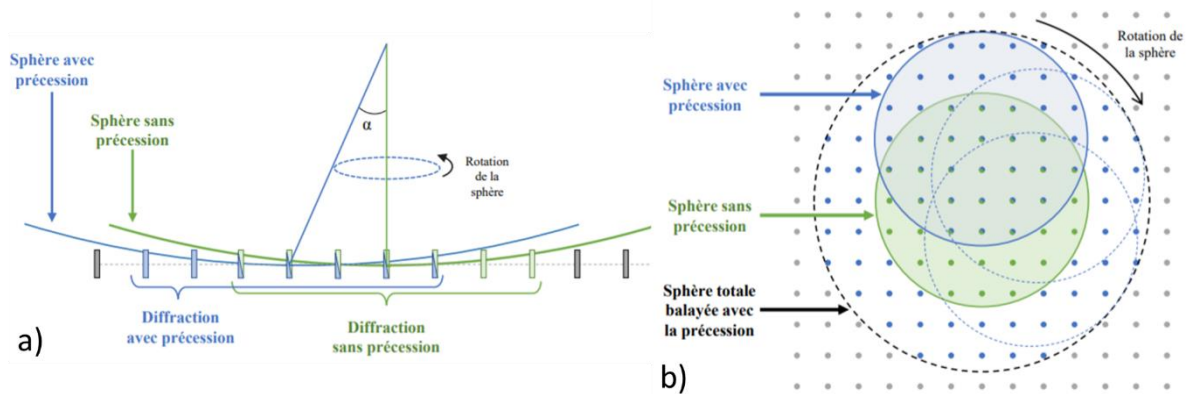 Sphère avec
précession
Sphère sans
précession
α
Rotation
de la
sphère
Diffraction
avec précession
Diffraction
sans précession
a)
Rotation de
la sphère
Sphère avec
précession
Sphère sans
précession
Sphère totale
balayée avec
la précession
b)